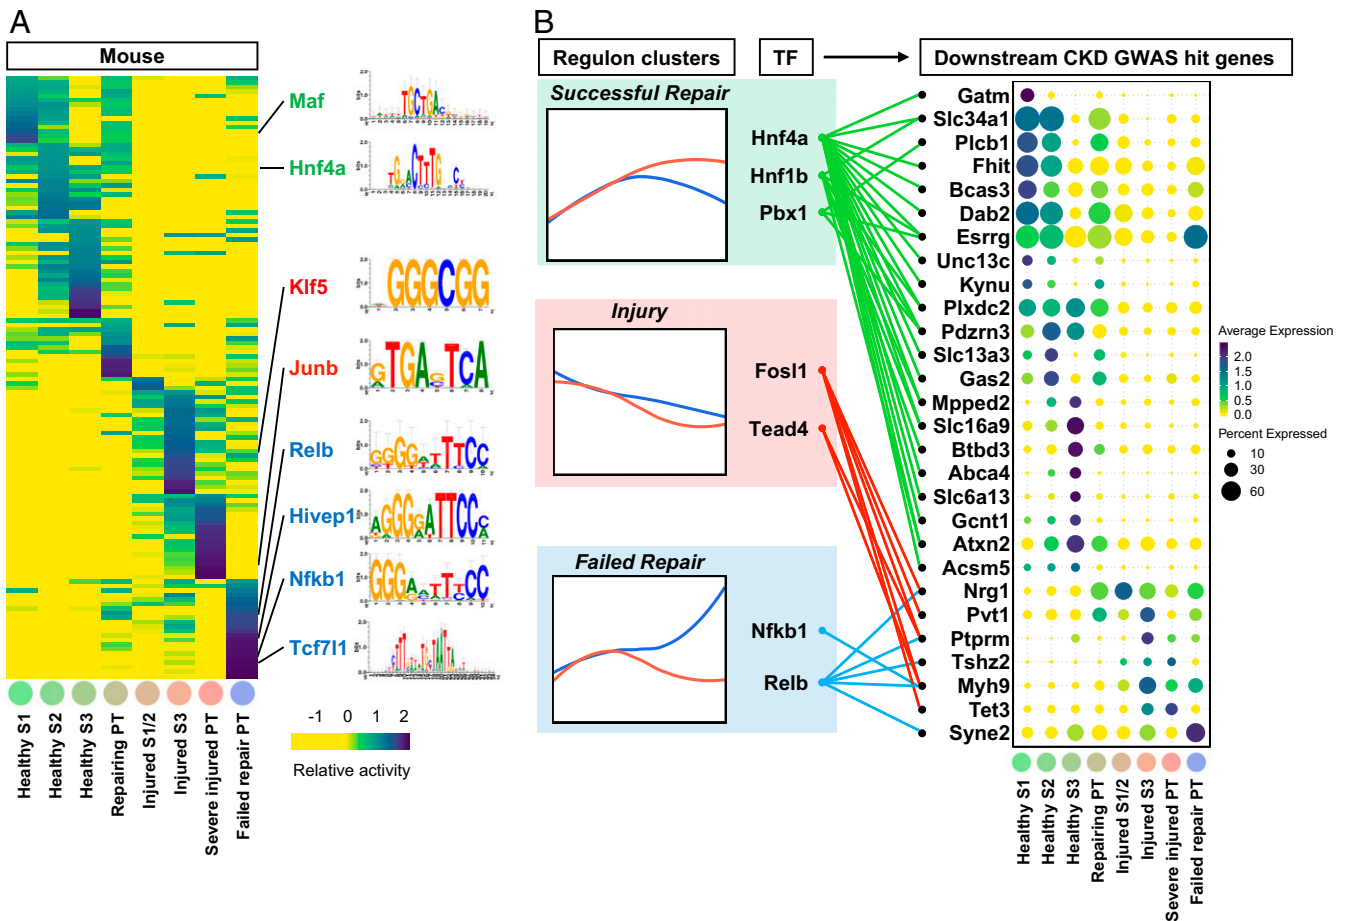 A
Mouse
Maf
Hnf4a
Klf5
Junb
Relb
Hivep1
Nfkb1
Tcf7l1
Healthy S1
Healthy S2
Healthy S3
Repairing PT
Injured S1/2
Injured S3
Severe injured PT
Failed repair PT
-1 0 1 2
Relative activity
B
Regulon clusters
TF
Downstream CKD GWAS hit genes
Successful Repair
Hnf4a
Hnf1b
Pbx1
Injury
Fosl1
Tead4
Failed Repair
Nfkb1
Relb
Gatm
Slc34a1
Plcb1
Fhit
Bcas3
Dab2
Esrrg
Unc13c
Kynu
Plxdc2
Pdzrn3
Slc13a3
Gas2
Mpped2
Slc16a9
Btbd3
Abca4
Slc6a13
Gcnt1
Atxn2
Acsm5
Nrg1
Pvt1
Ptprm
Tshz2
Myh9
Tet3
Syne2
Healthy S1
Healthy S2
Healthy S3
Repairing PT
Injured S1/2
Injured S3
Severe injured PT
Failed repair PT
Average Expression
2.0
1.5
1.0
0.5
0.0
Percent Expressed
10
30
60